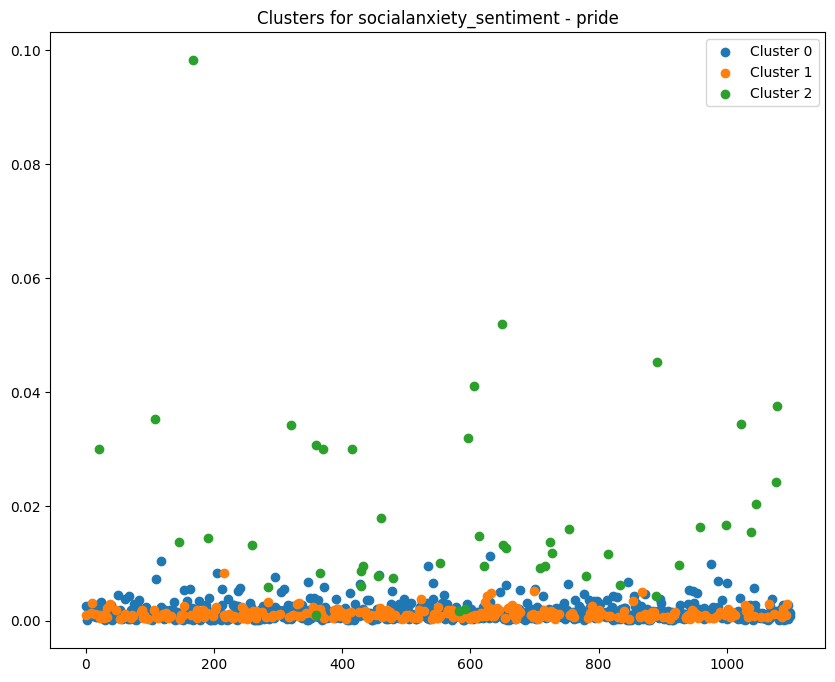 Clusters for socialanxiety_sentiment - pride
Cluster 0
Cluster 1
Cluster 2
0.10
0.08
0.06
0.04
0.02
0.00
0 200 400 600 800 1000